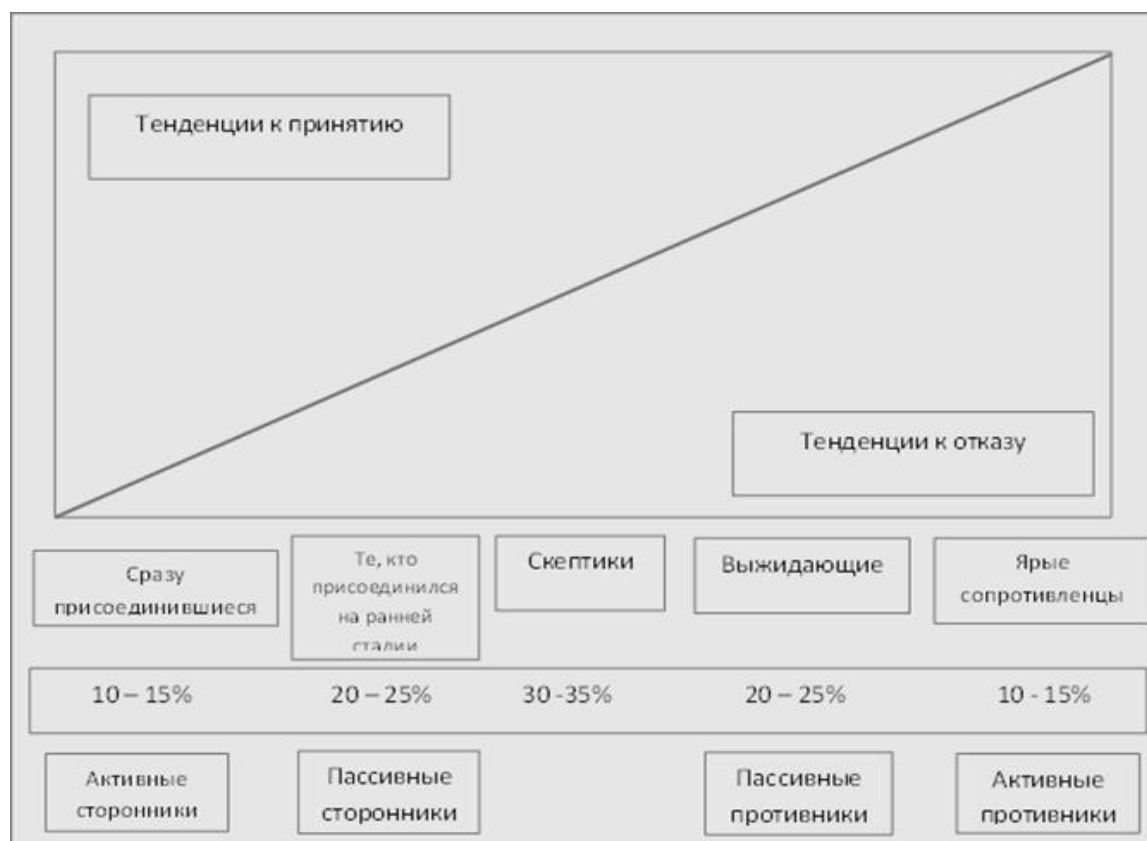 Тенденции к принятию
Тенденции к отказу
Сразу
присоединившиеся
Те, кто
присоединился
на ранней
стадии
Скептики
Выжидающие
Ярые
сопротивленцы
10 – 15%
20 – 25%
30 -35%
20 – 25%
10 - 15%
Активные
сторонники
Пассивные
сторонники
Пассивные
противники
Активные
противники